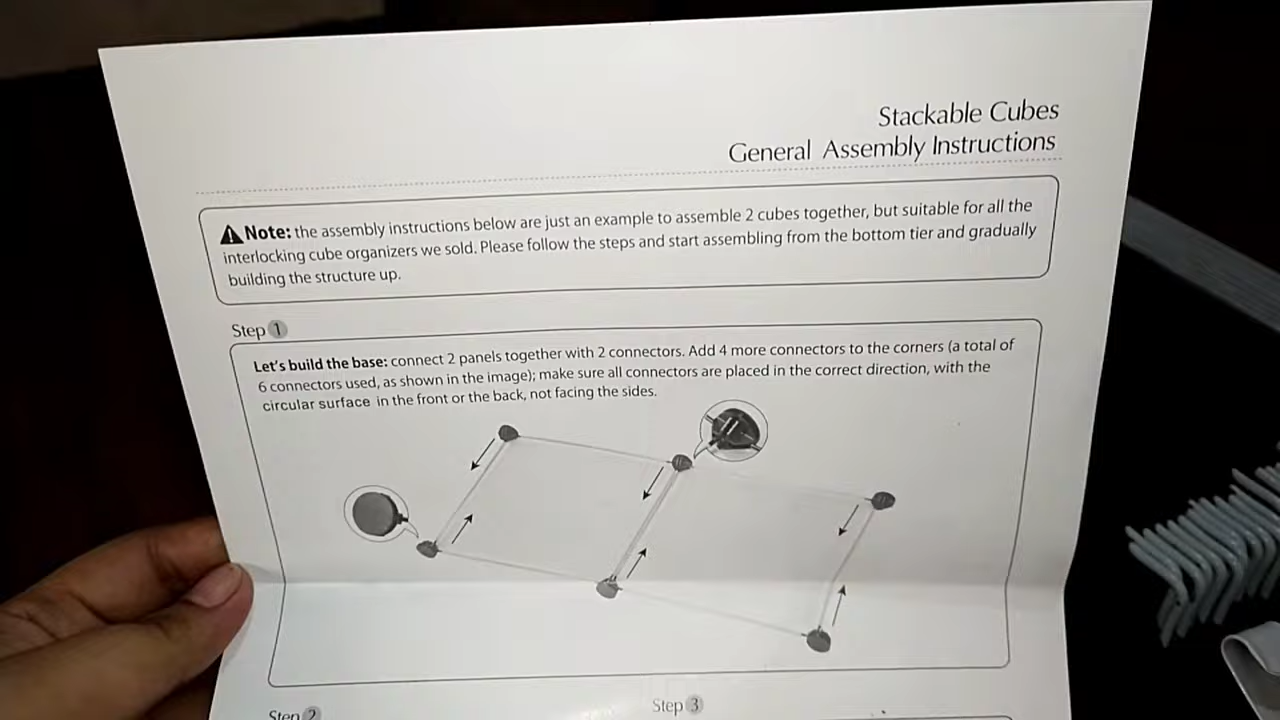 Stackable Cubes
General Assembly Instructions
Note: the assembly instructions below are just an example to assemble 2 cubes together, but suitable for all the
interlocking cube organizers we sold. Please follow the steps and start assembling from the bottom tier and gradually
building the structure up.
Step 1
Let's build the base: connect 2 panels together with 2 connectors. Add 4 more connectors to the corners (a total of
6 connectors used, as shown in the image); make sure all connectors are placed in the correct direction, with the
circular surface in the front or the back, not facing the sides.
Step 2
Step 3